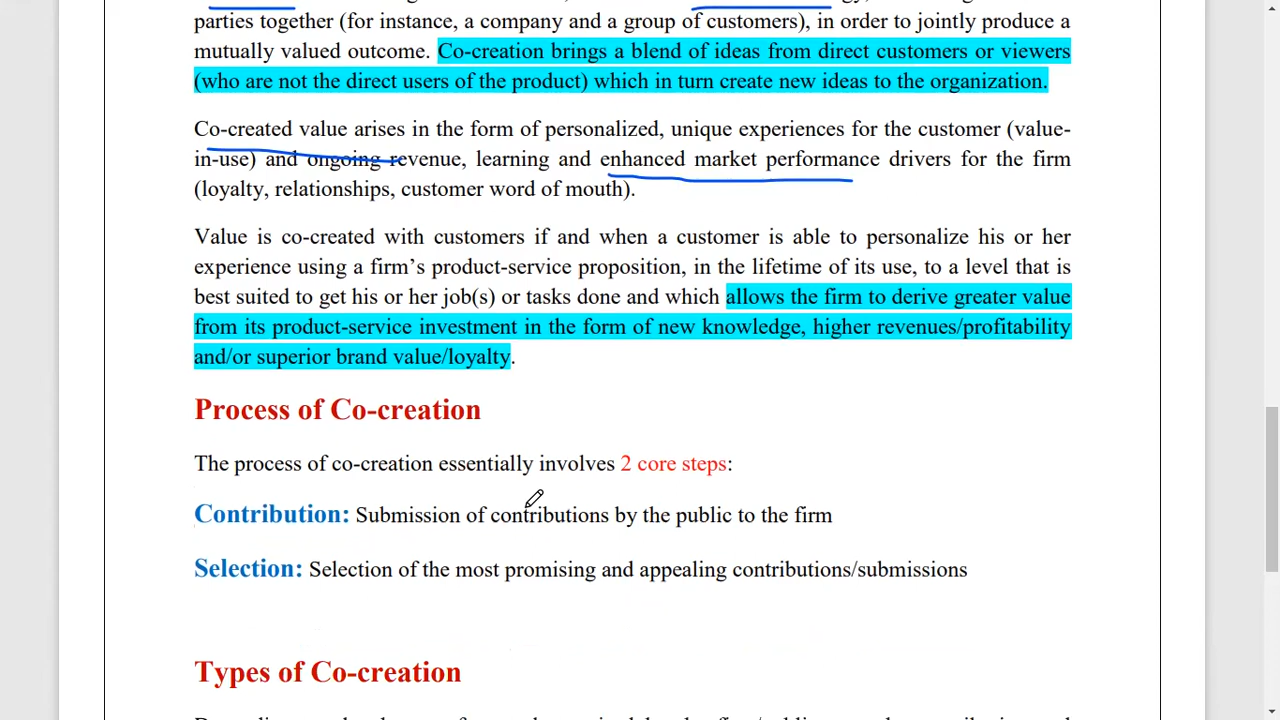 parties together (for instance, a company and a group of customers), in order to jointly produce a
mutually valued outcome. Co-creation brings a blend of ideas from direct customers or viewers
(who are not the direct users of the product) which in turn create new ideas to the organization.
Co-created value arises in the form of personalized, unique experiences for the customer (value-
in-use) and ongoing revenue, learning and enhanced market performance drivers for the firm
(loyalty, relationships, customer word of mouth).
Value is co-created with customers if and when a customer is able to personalize his or her
experience using a firm’s product-service proposition, in the lifetime of its use, to a level that is
best suited to get his or her job(s) or tasks done and which allows the firm to derive greater value
from its product-service investment in the form of new knowledge, higher revenues/profitability
and/or superior brand value/loyalty.
Process of Co-creation
The process of co-creation essentially involves 2 core steps:
Contribution: Submission of contributions by the public to the firm
Selection: Selection of the most promising and appealing contributions/submissions
Types of Co-creation